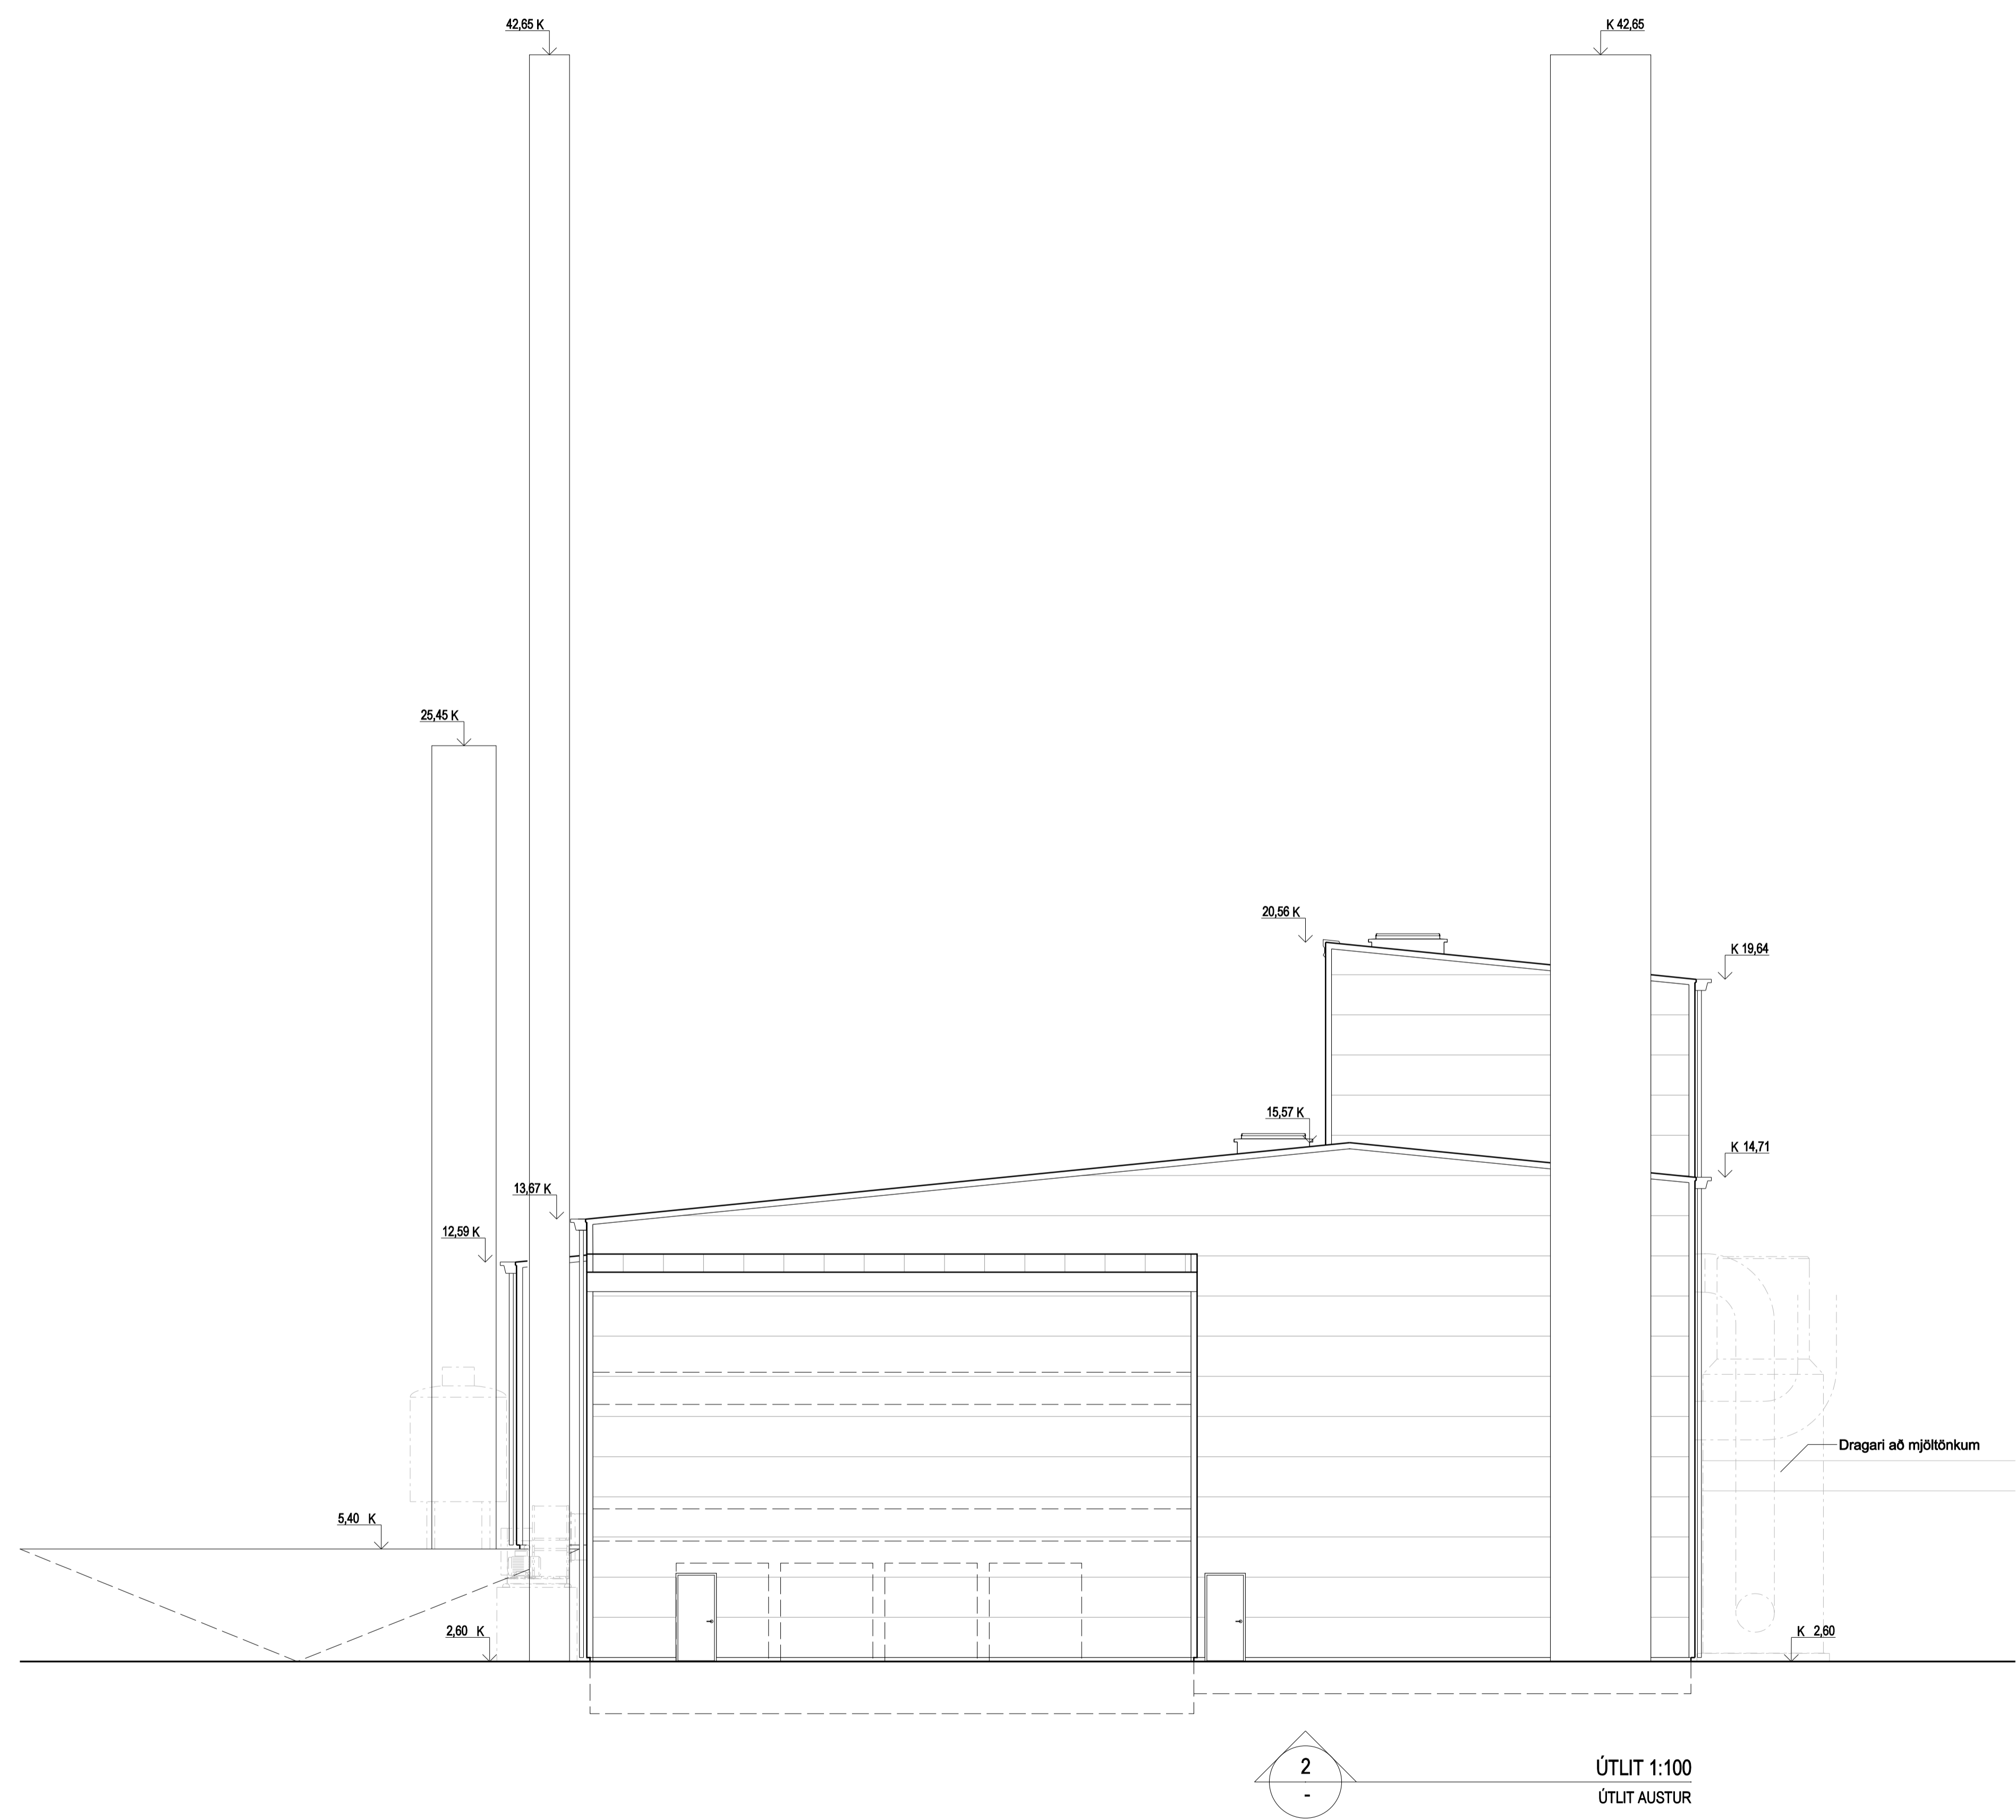 42,65 K
K 42,65
25,45 K
20,56 K
K 19,64
15,57 K
K 14,71
13,67 K
12,59 K
Dragari að mjöltönkum
5,40 K
2,60 K
K 2,60
2
-
ÚTLIT 1:100
ÚTLIT AUSTUR